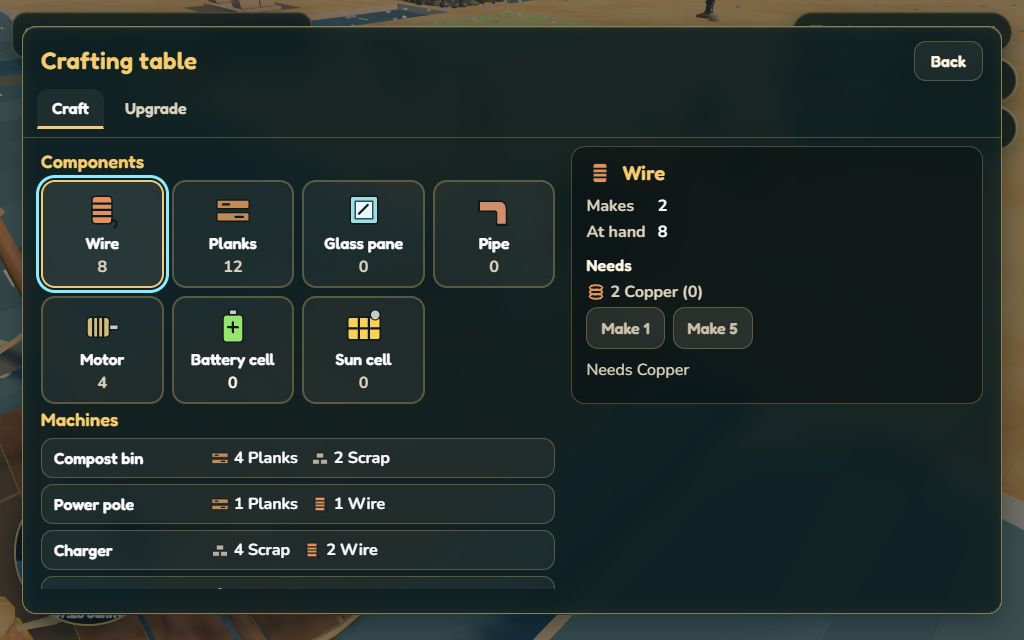 Crafting table
Back
Craft
Upgrade
Components
Wire
8
Planks
12
Glass pane
0
Pipe
0
Motor
4
Battery cell
0
Sun cell
0
Machines
Compost bin 4 Planks 2 Scrap
Power pole 1 Planks 1 Wire
Charger 4 Scrap 2 Wire
Wire
Makes 2
At hand 8
Needs
2 Copper (0)
Make 1
Make 5
Needs Copper